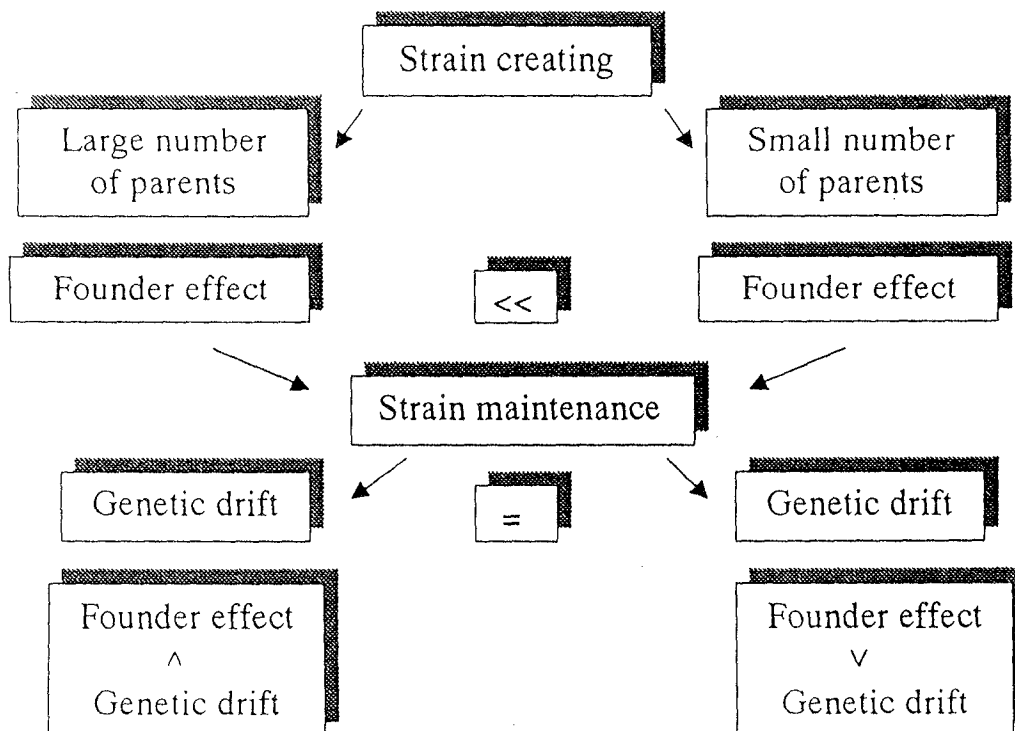 Strain creating
Large number
of parents
Small number
of parents
Founder effect
<<
Founder effect
Strain maintenance
Genetic drift
=
Genetic drift
Founder effect
^
Genetic drift
Founder effect
v
Genetic drift